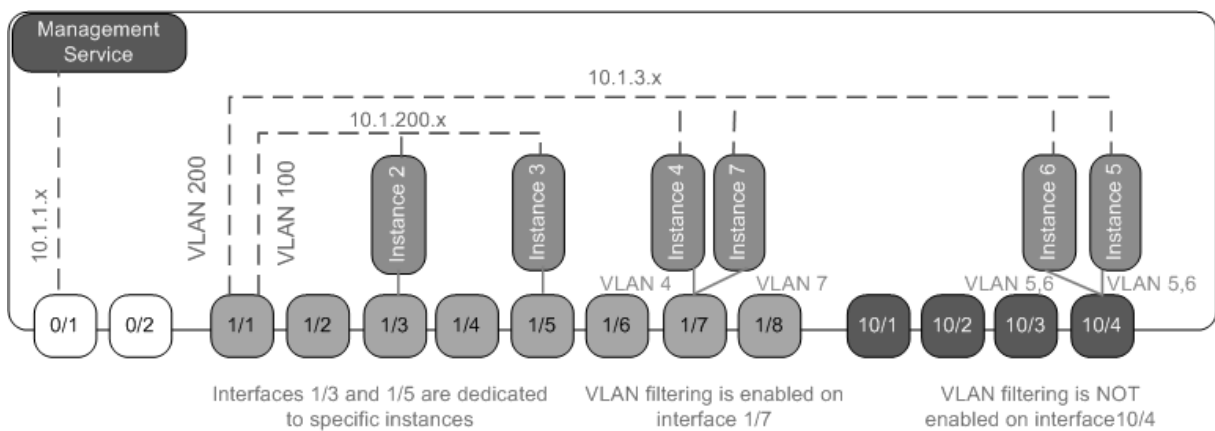 Management
Service
10.1.3.x
10.1.200.x
10.1.1.x
VLAN 200
VLAN 100
Instance 2
Instance 3
Instance 4
Instance 7
Instance 6
Instance 5
VLAN 4
VLAN 7
VLAN 5,6
VLAN 5,6
0/1
0/2
1/1
1/2
1/3
1/4
1/5
1/6
1/7
1/8
10/1
10/2
10/3
10/4
Interfaces 1/3 and 1/5 are dedicated
to specific instances
VLAN filtering is enabled on
interface 1/7
VLAN filtering is NOT
enabled on interface10/4